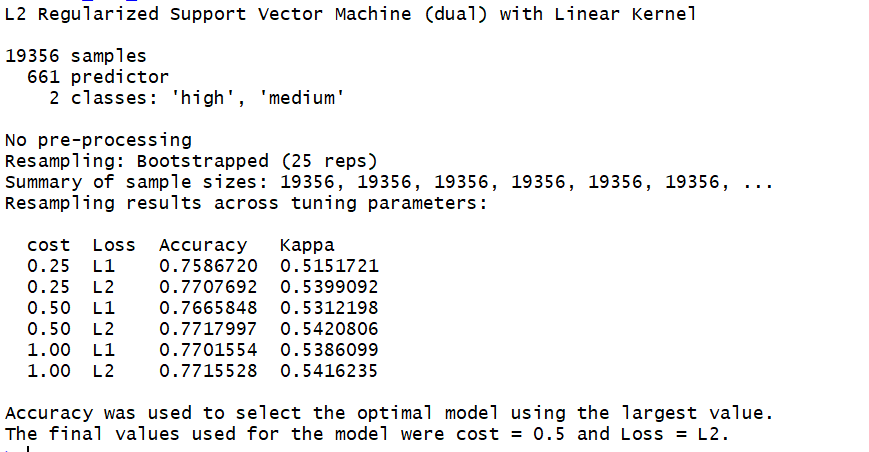 L2 Regularized Support Vector Machine (dual) with Linear Kernel
19356 samples
661 predictor
2 classes: 'high', 'medium'
No pre-processing
Resampling: Bootstrapped (25 reps)
Summary of sample sizes: 19356, 19356, 19356, 19356, 19356, 19356, ...
Resampling results across tuning parameters:
cost Loss Accuracy Kappa
0.25 L1 0.7586720 0.5151721
0.25 L2 0.7707692 0.5399092
0.50 L1 0.7665848 0.5312198
0.50 L2 0.7717997 0.5420806
1.00 L1 0.7701554 0.5386099
1.00 L2 0.7715528 0.5416235
Accuracy was used to select the optimal model using the largest value.
The final values used for the model were cost = 0.5 and Loss = L2.